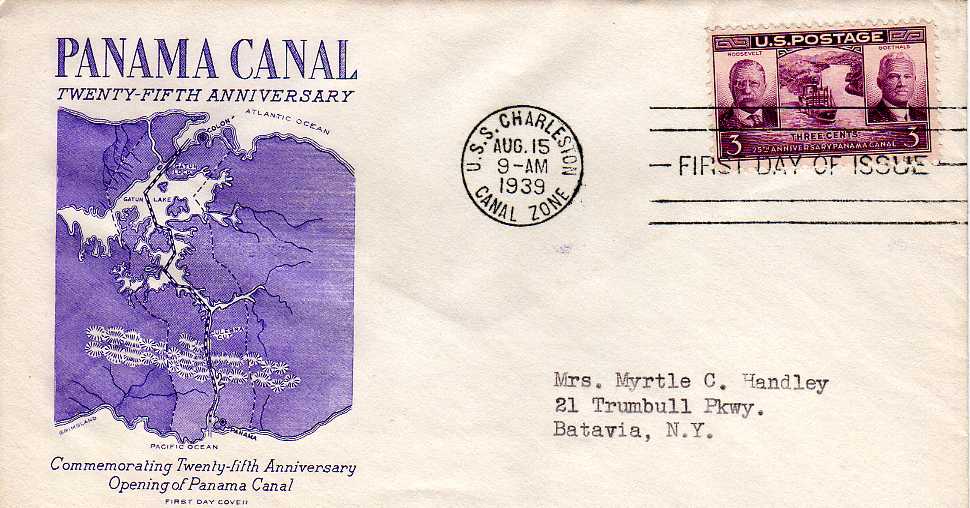 PANAMA CANAL
TWENTY-FIFTH ANNIVERSARY
ATLANTIC OCEAN
COLON
GATUN
GATUN LAKE
PANAMA
GRIMSLAND
PACIFIC OCEAN
Commemorating Twenty-fifth Anniversary
Opening of Panama Canal
FIRST DAY COVER
U.S.S. CHARLESTON
AUG. 15
9-AM
1939
CANAL ZONE
U.S. POSTAGE
ROOSEVELT
GOETHALS
THREE CENTS
3 3
25TH ANNIVERSARY PANAMA CANAL
FIRST DAY OF ISSUE
Mrs. Myrtle C. Handley
21 Trumbull Pkwy.
Batavia, N.Y.